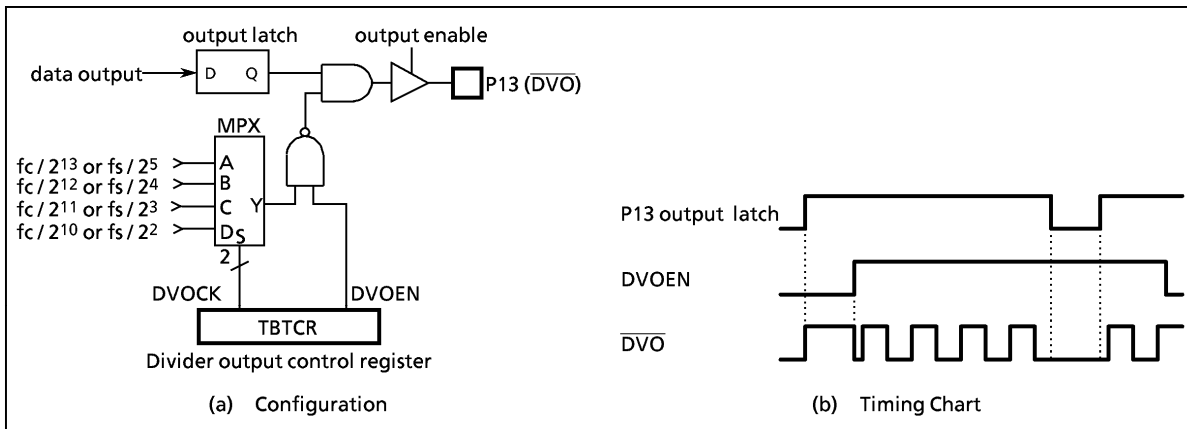 output latch
output enable
data output
D Q
P13 (DVO)
MPX
fc / 2¹³ or fs / 2⁵
A
fc / 2¹² or fs / 2⁴
B
fc / 2¹¹ or fs / 2³
C
Y
fc / 2¹⁰ or fs / 2²
D
S
2
DVOCK
DVOEN
TBTCR
Divider output control register
(a) Configuration
P13 output latch
DVOEN
DVO
(b) Timing Chart